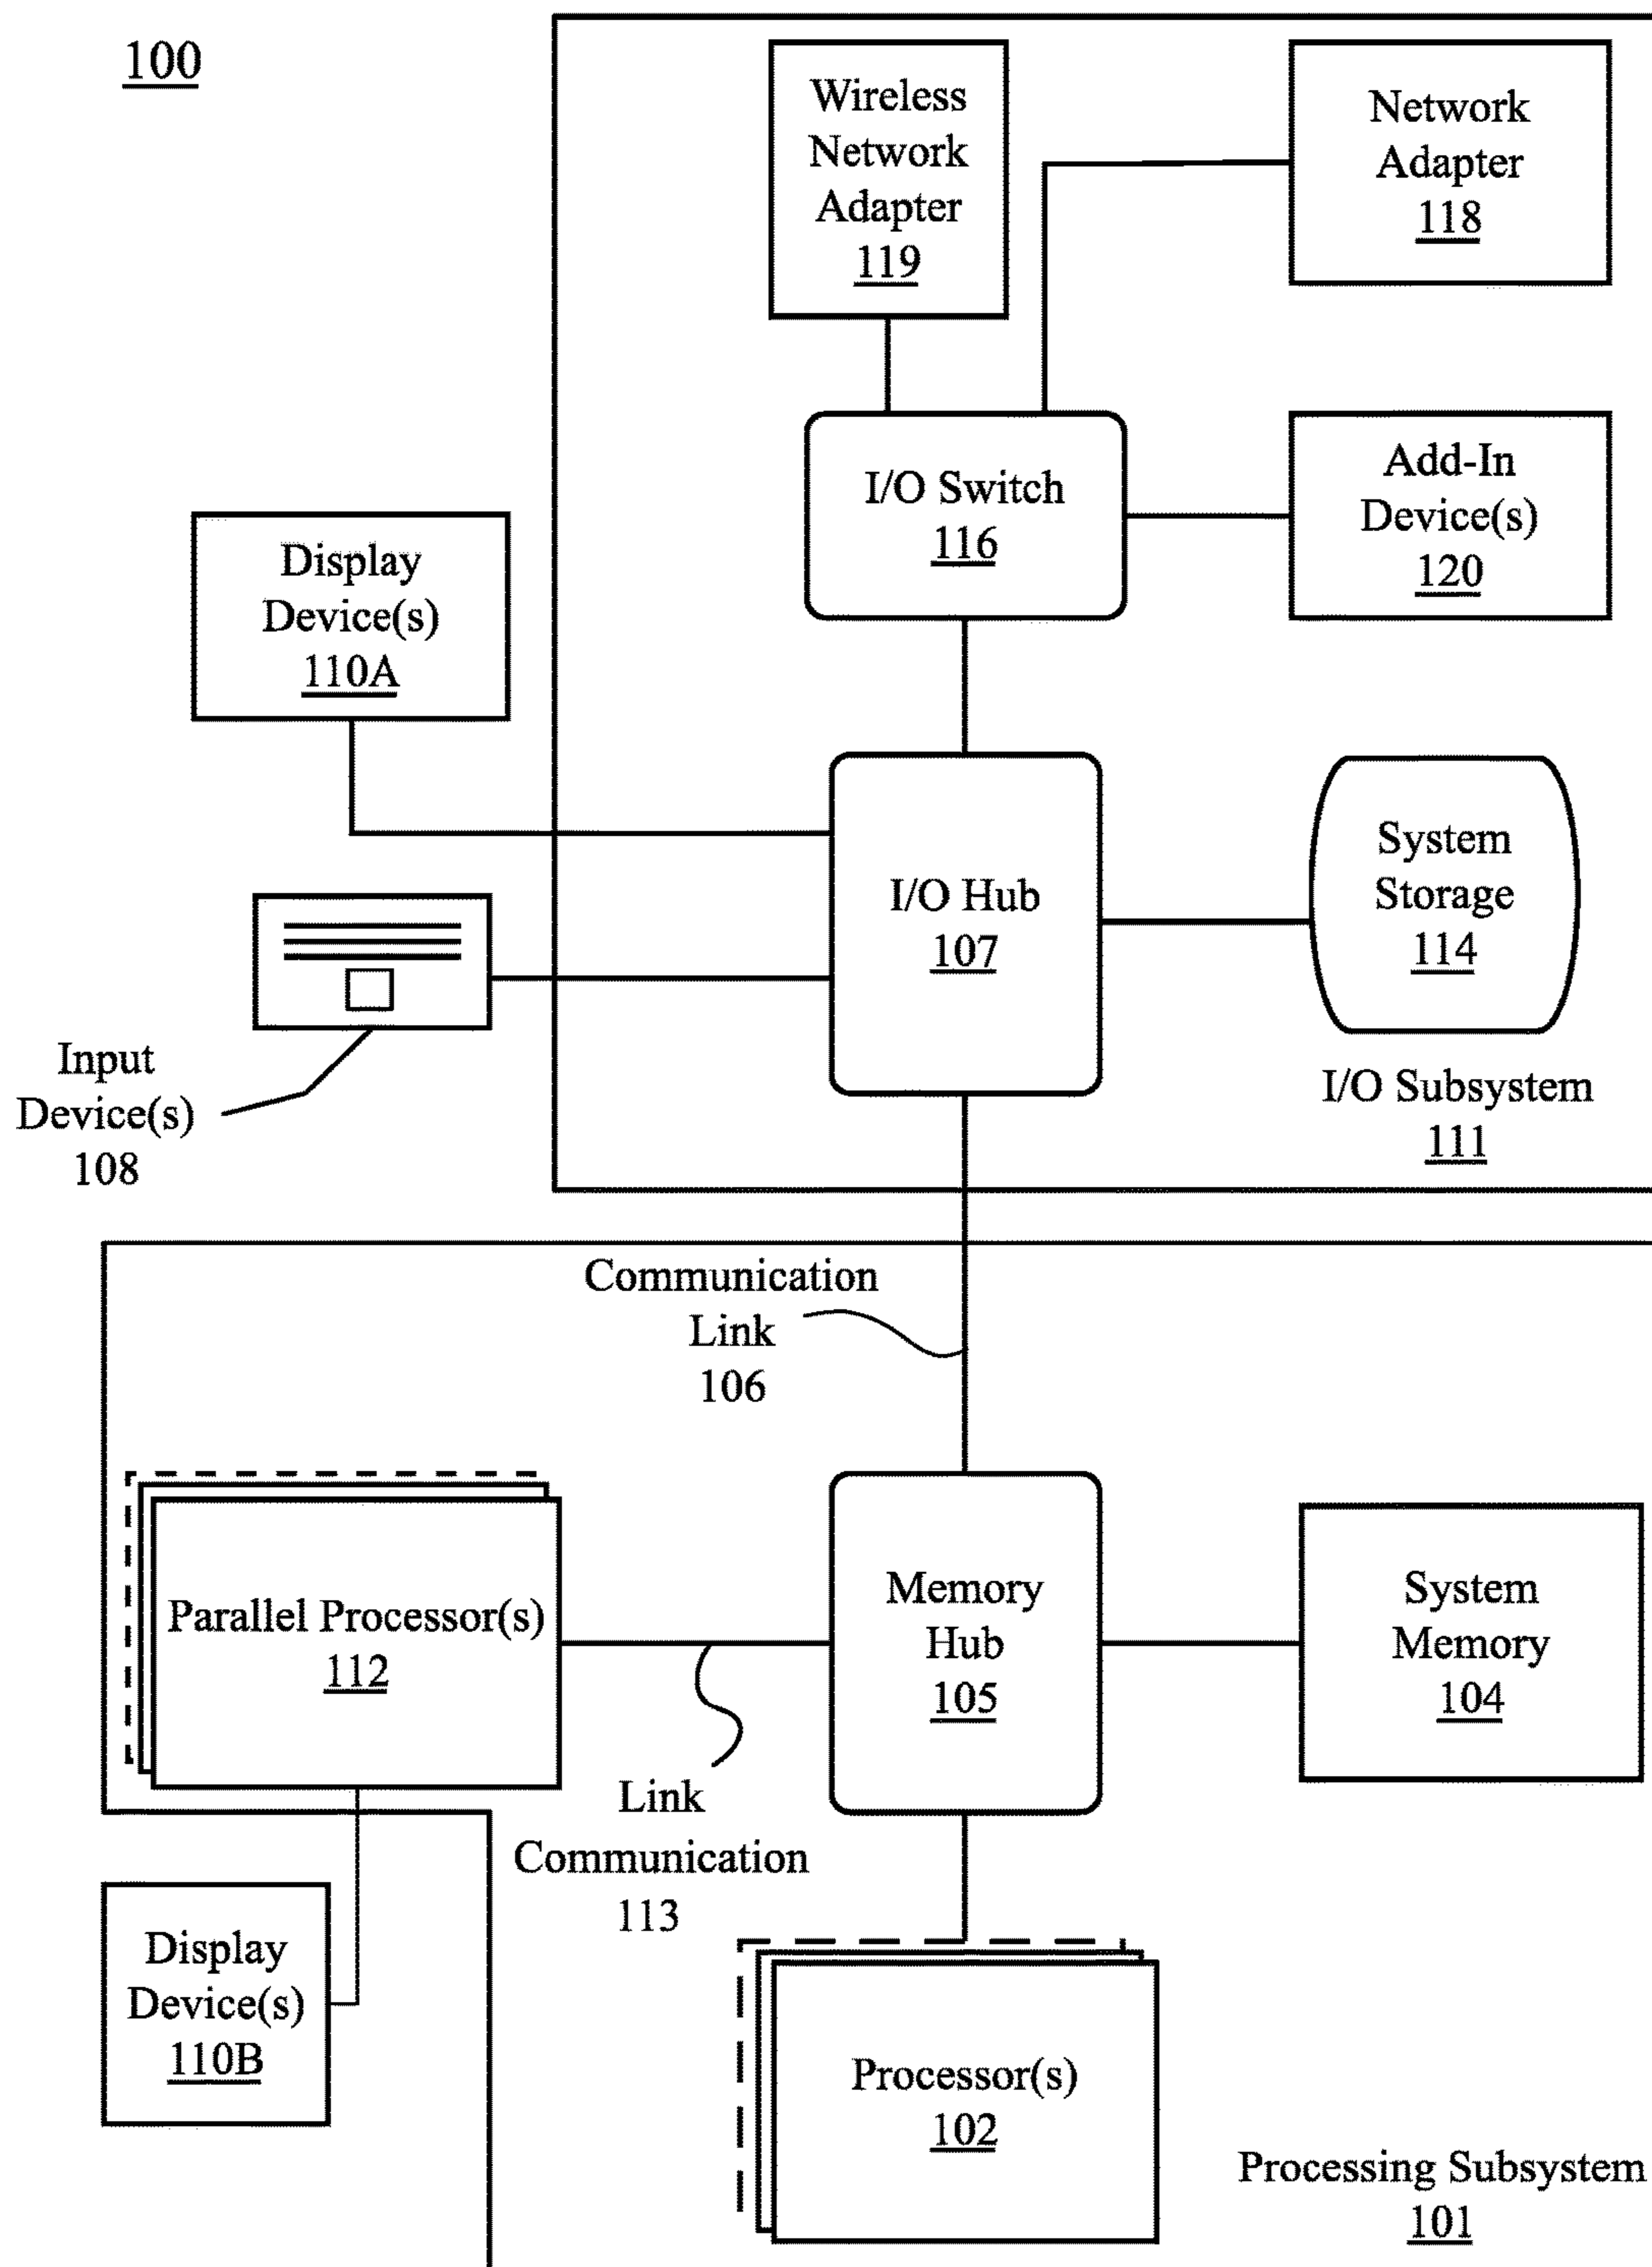 100
Wireless
Network
Adapter
119
Network
Adapter
118
I/O Switch
116
Add-In
Device(s)
120
Display
Device(s)
110A
I/O Hub
107
System
Storage
114
Input
Device(s)
108
I/O Subsystem
111
Communication
Link
106
Parallel Processor(s)
112
Memory
Hub
105
System
Memory
104
Link
Communication
113
Display
Device(s)
110B
Processor(s)
102
Processing Subsystem
101